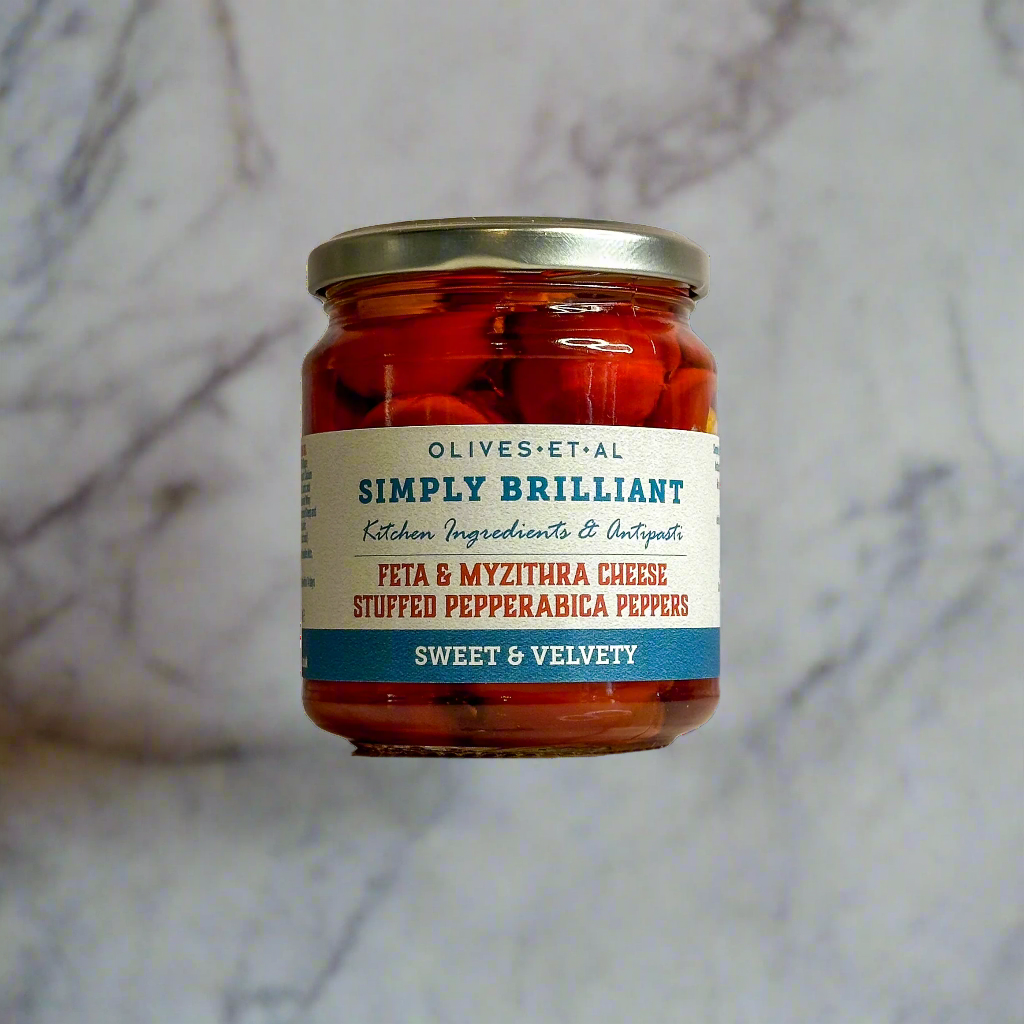 OLIVES•ET•AL
SIMPLY BRILLIANT
Kitchen Ingredients & Antipasti
FETA & MYZITHRA CHEESE
STUFFED PEPPERABICA PEPPERS
SWEET & VELVETY